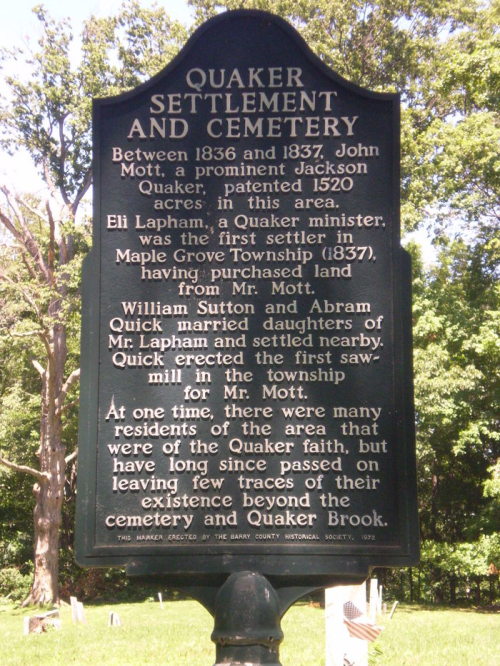 QUAKER
SETTLEMENT
AND CEMETERY
Between 1836 and 1837, John
Mott, a prominent Jackson
Quaker, patented 1520
acres in this area.
Eli Lapham, a Quaker minister,
was the first settler in
Maple Grove Township (1837),
having purchased land
from Mr. Mott.
William Sutton and Abram
Quick married daughters of
Mr. Lapham and settled nearby.
Quick erected the first saw-
mill in the township
for Mr. Mott.
At one time, there were many
residents of the area that
were of the Quaker faith, but
have long since passed on
leaving few traces of their
existence beyond the
cemetery and Quaker Brook.
THIS MARKER ERECTED BY THE BARRY COUNTY HISTORICAL SOCIETY, 1972